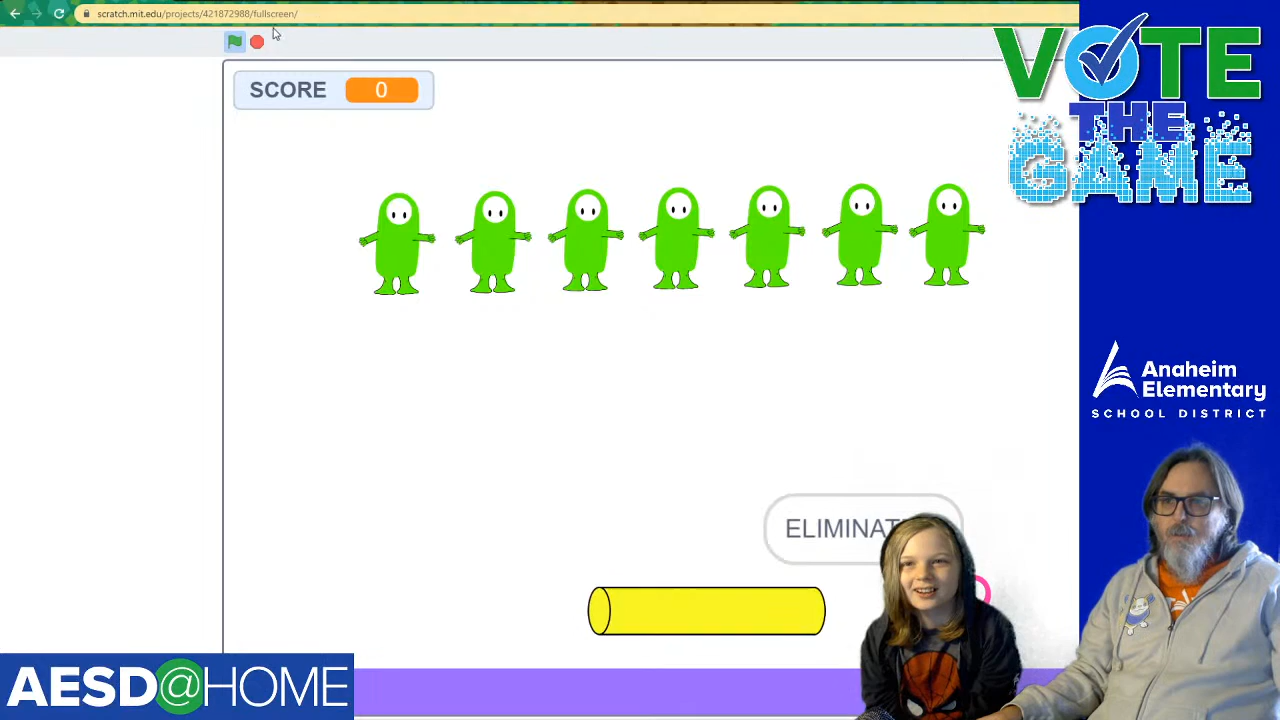 scratch.mit.edu/projects/421872988/fullscreen/
SCORE 0
VOTE
THE
GAME
Anaheim
Elementary
SCHOOL DISTRICT
AESD@HOME